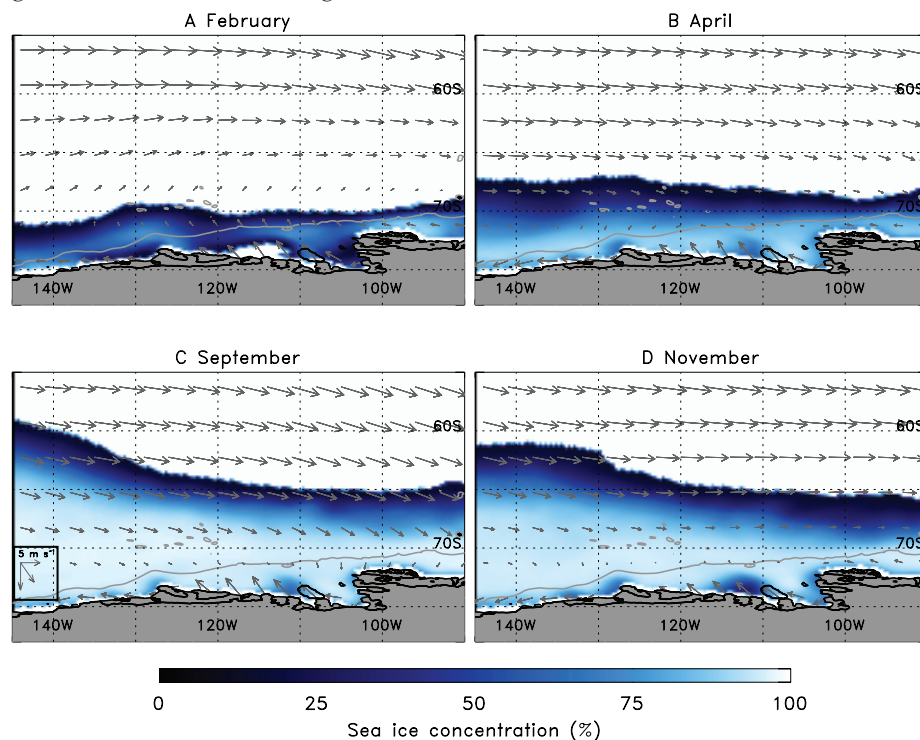 A February
B April
60S
60S
70S
70S
140W
120W
100W
140W
120W
100W
C September
D November
60S
60S
5 m s⁻¹
70S
70S
140W
120W
100W
140W
120W
100W
0
25
50
75
100
Sea ice concentration (%)